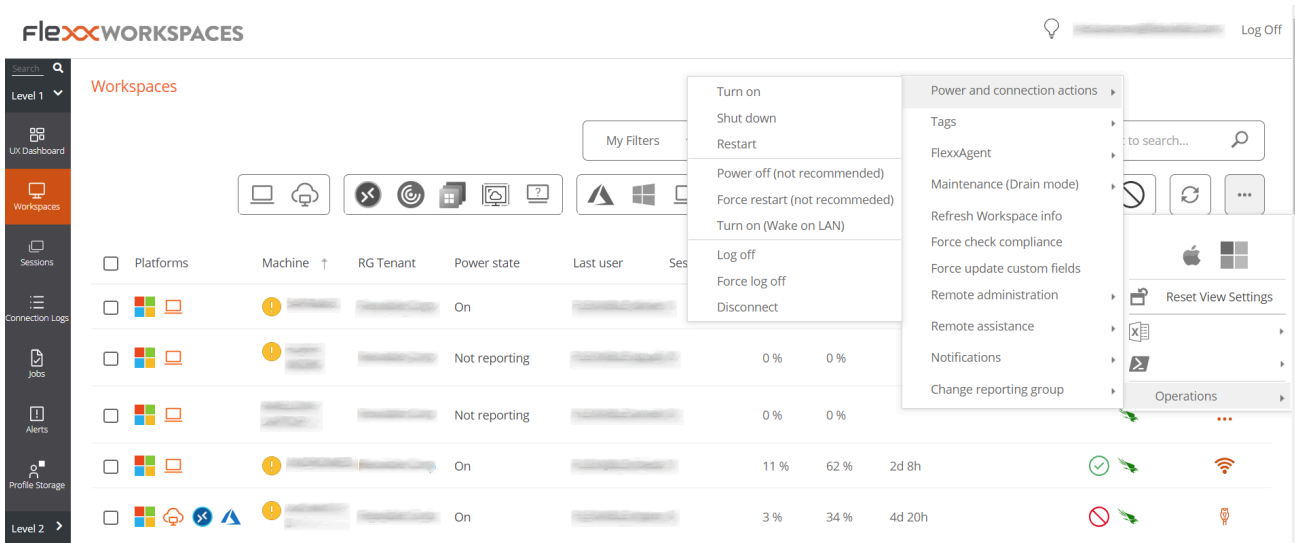 FleXXWORKSPACES
Log Off
Search
Level 1
UX Dashboard
Workspaces
Sessions
Connection Logs
Jobs
Alerts
Profile Storage
Level 2
Workspaces
My Filters
to search...
Platforms
Machine ↑
RG Tenant
Power state
Last user
Ses
On
Not reporting
0 %
0 %
Not reporting
0 %
0 %
On
11 %
62 %
2d 8h
On
3 %
34 %
4d 20h
Turn on
Shut down
Restart
Power off (not recommended)
Force restart (not recommeded)
Turn on (Wake on LAN)
Log off
Force log off
Disconnect
Power and connection actions
Tags
FlexxAgent
Maintenance (Drain mode)
Refresh Workspace info
Force check compliance
Force update custom fields
Remote administration
Remote assistance
Notifications
Change reporting group
Reset View Settings
Operations